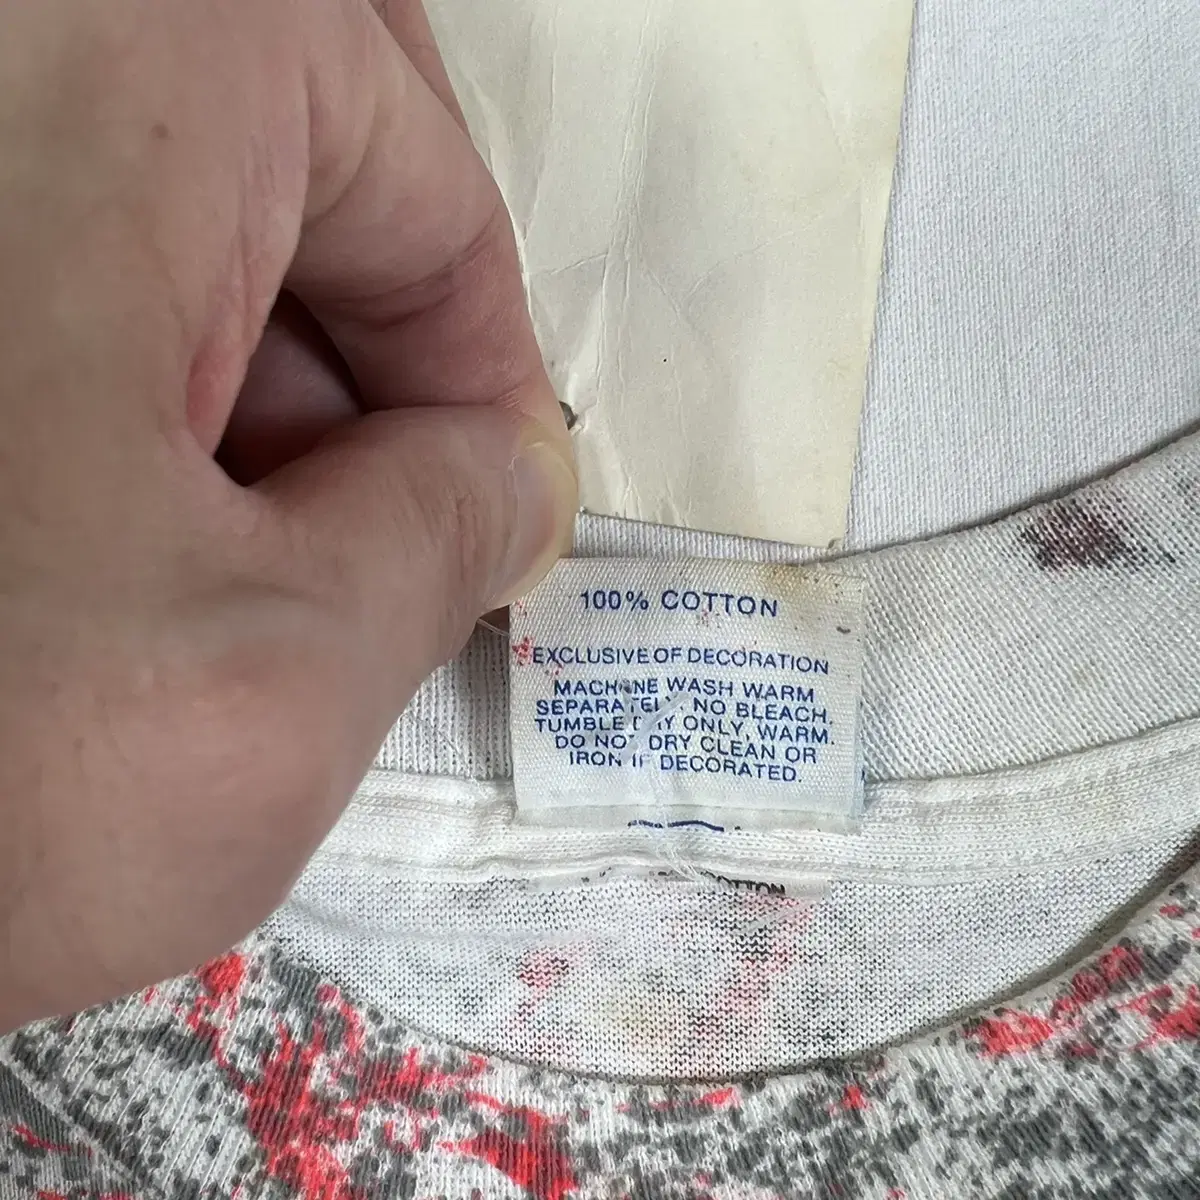 100% COTTON
EXCLUSIVE OF DECORATION
MACHINE WASH WARM
SEPARATELY NO BLEACH.
TUMBLE DRY ONLY, WARM.
DO NOT DRY CLEAN OR
IRON IF DECORATED.
COTTON